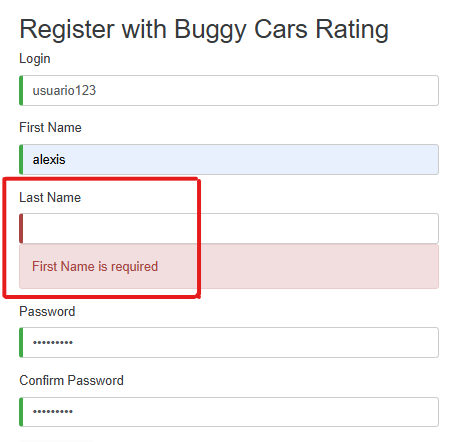 Register with Buggy Cars Rating
Login
usuario123
First Name
alexis
Last Name
First Name is required
Password
•••••••••
Confirm Password
•••••••••